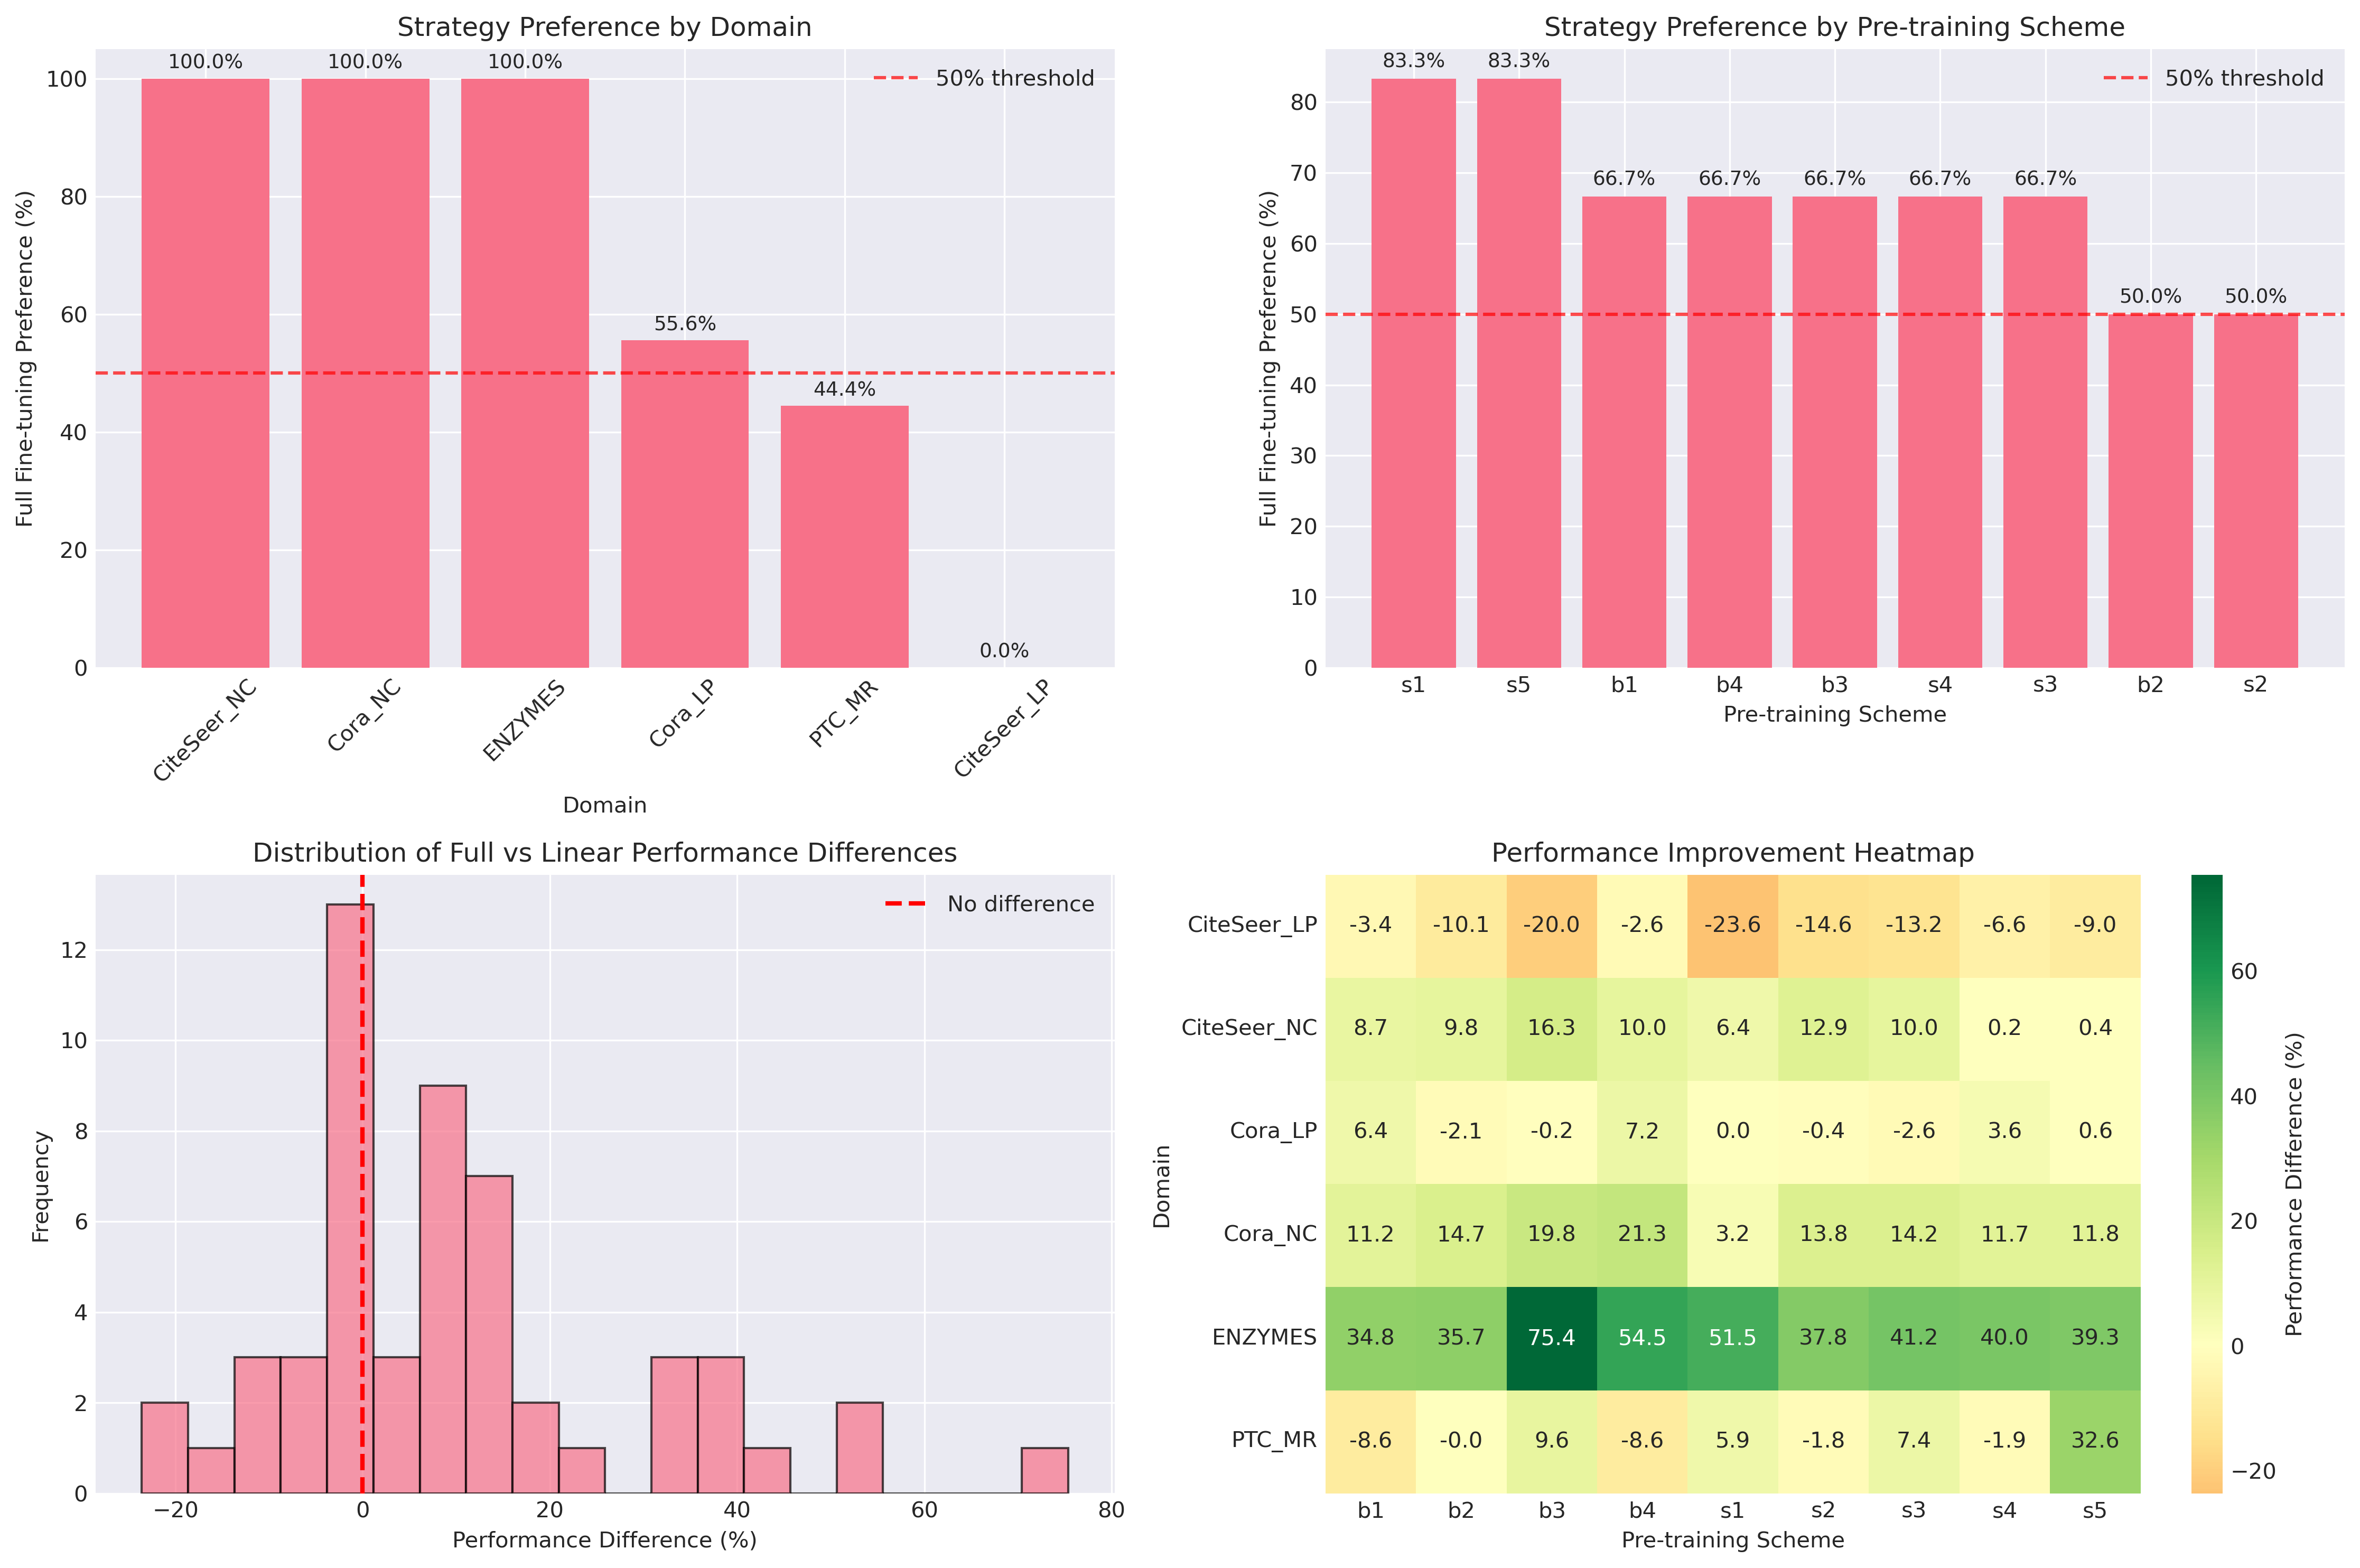 Strategy Preference by Domain
100.0% 100.0% 100.0% 55.6% 44.4% 0.0%
50% threshold
Full Fine-tuning Preference (%)
100
80
60
40
20
0
CiteSeer_NC Cora_NC ENZYMES Cora_LP PTC_MR CiteSeer_LP
Domain
Strategy Preference by Pre-training Scheme
83.3% 83.3% 66.7% 66.7% 66.7% 66.7% 66.7% 50.0% 50.0%
50% threshold
Full Fine-tuning Preference (%)
80
70
60
50
40
30
20
10
0
s1 s5 b1 b4 b3 s4 s3 b2 s2
Pre-training Scheme
Distribution of Full vs Linear Performance Differences
No difference
Frequency
12
10
8
6
4
2
0
−20 0 20 40 60 80
Performance Difference (%)
Performance Improvement Heatmap
Domain
CiteSeer_LP -3.4 -10.1 -20.0 -2.6 -23.6 -14.6 -13.2 -6.6 -9.0
CiteSeer_NC 8.7 9.8 16.3 10.0 6.4 12.9 10.0 0.2 0.4
Cora_LP 6.4 -2.1 -0.2 7.2 0.0 -0.4 -2.6 3.6 0.6
Cora_NC 11.2 14.7 19.8 21.3 3.2 13.8 14.2 11.7 11.8
ENZYMES 34.8 35.7 75.4 54.5 51.5 37.8 41.2 40.0 39.3
PTC_MR -8.6 -0.0 9.6 -8.6 5.9 -1.8 7.4 -1.9 32.6
b1 b2 b3 b4 s1 s2 s3 s4 s5
Pre-training Scheme
60
40
20
0
−20
Performance Difference (%)